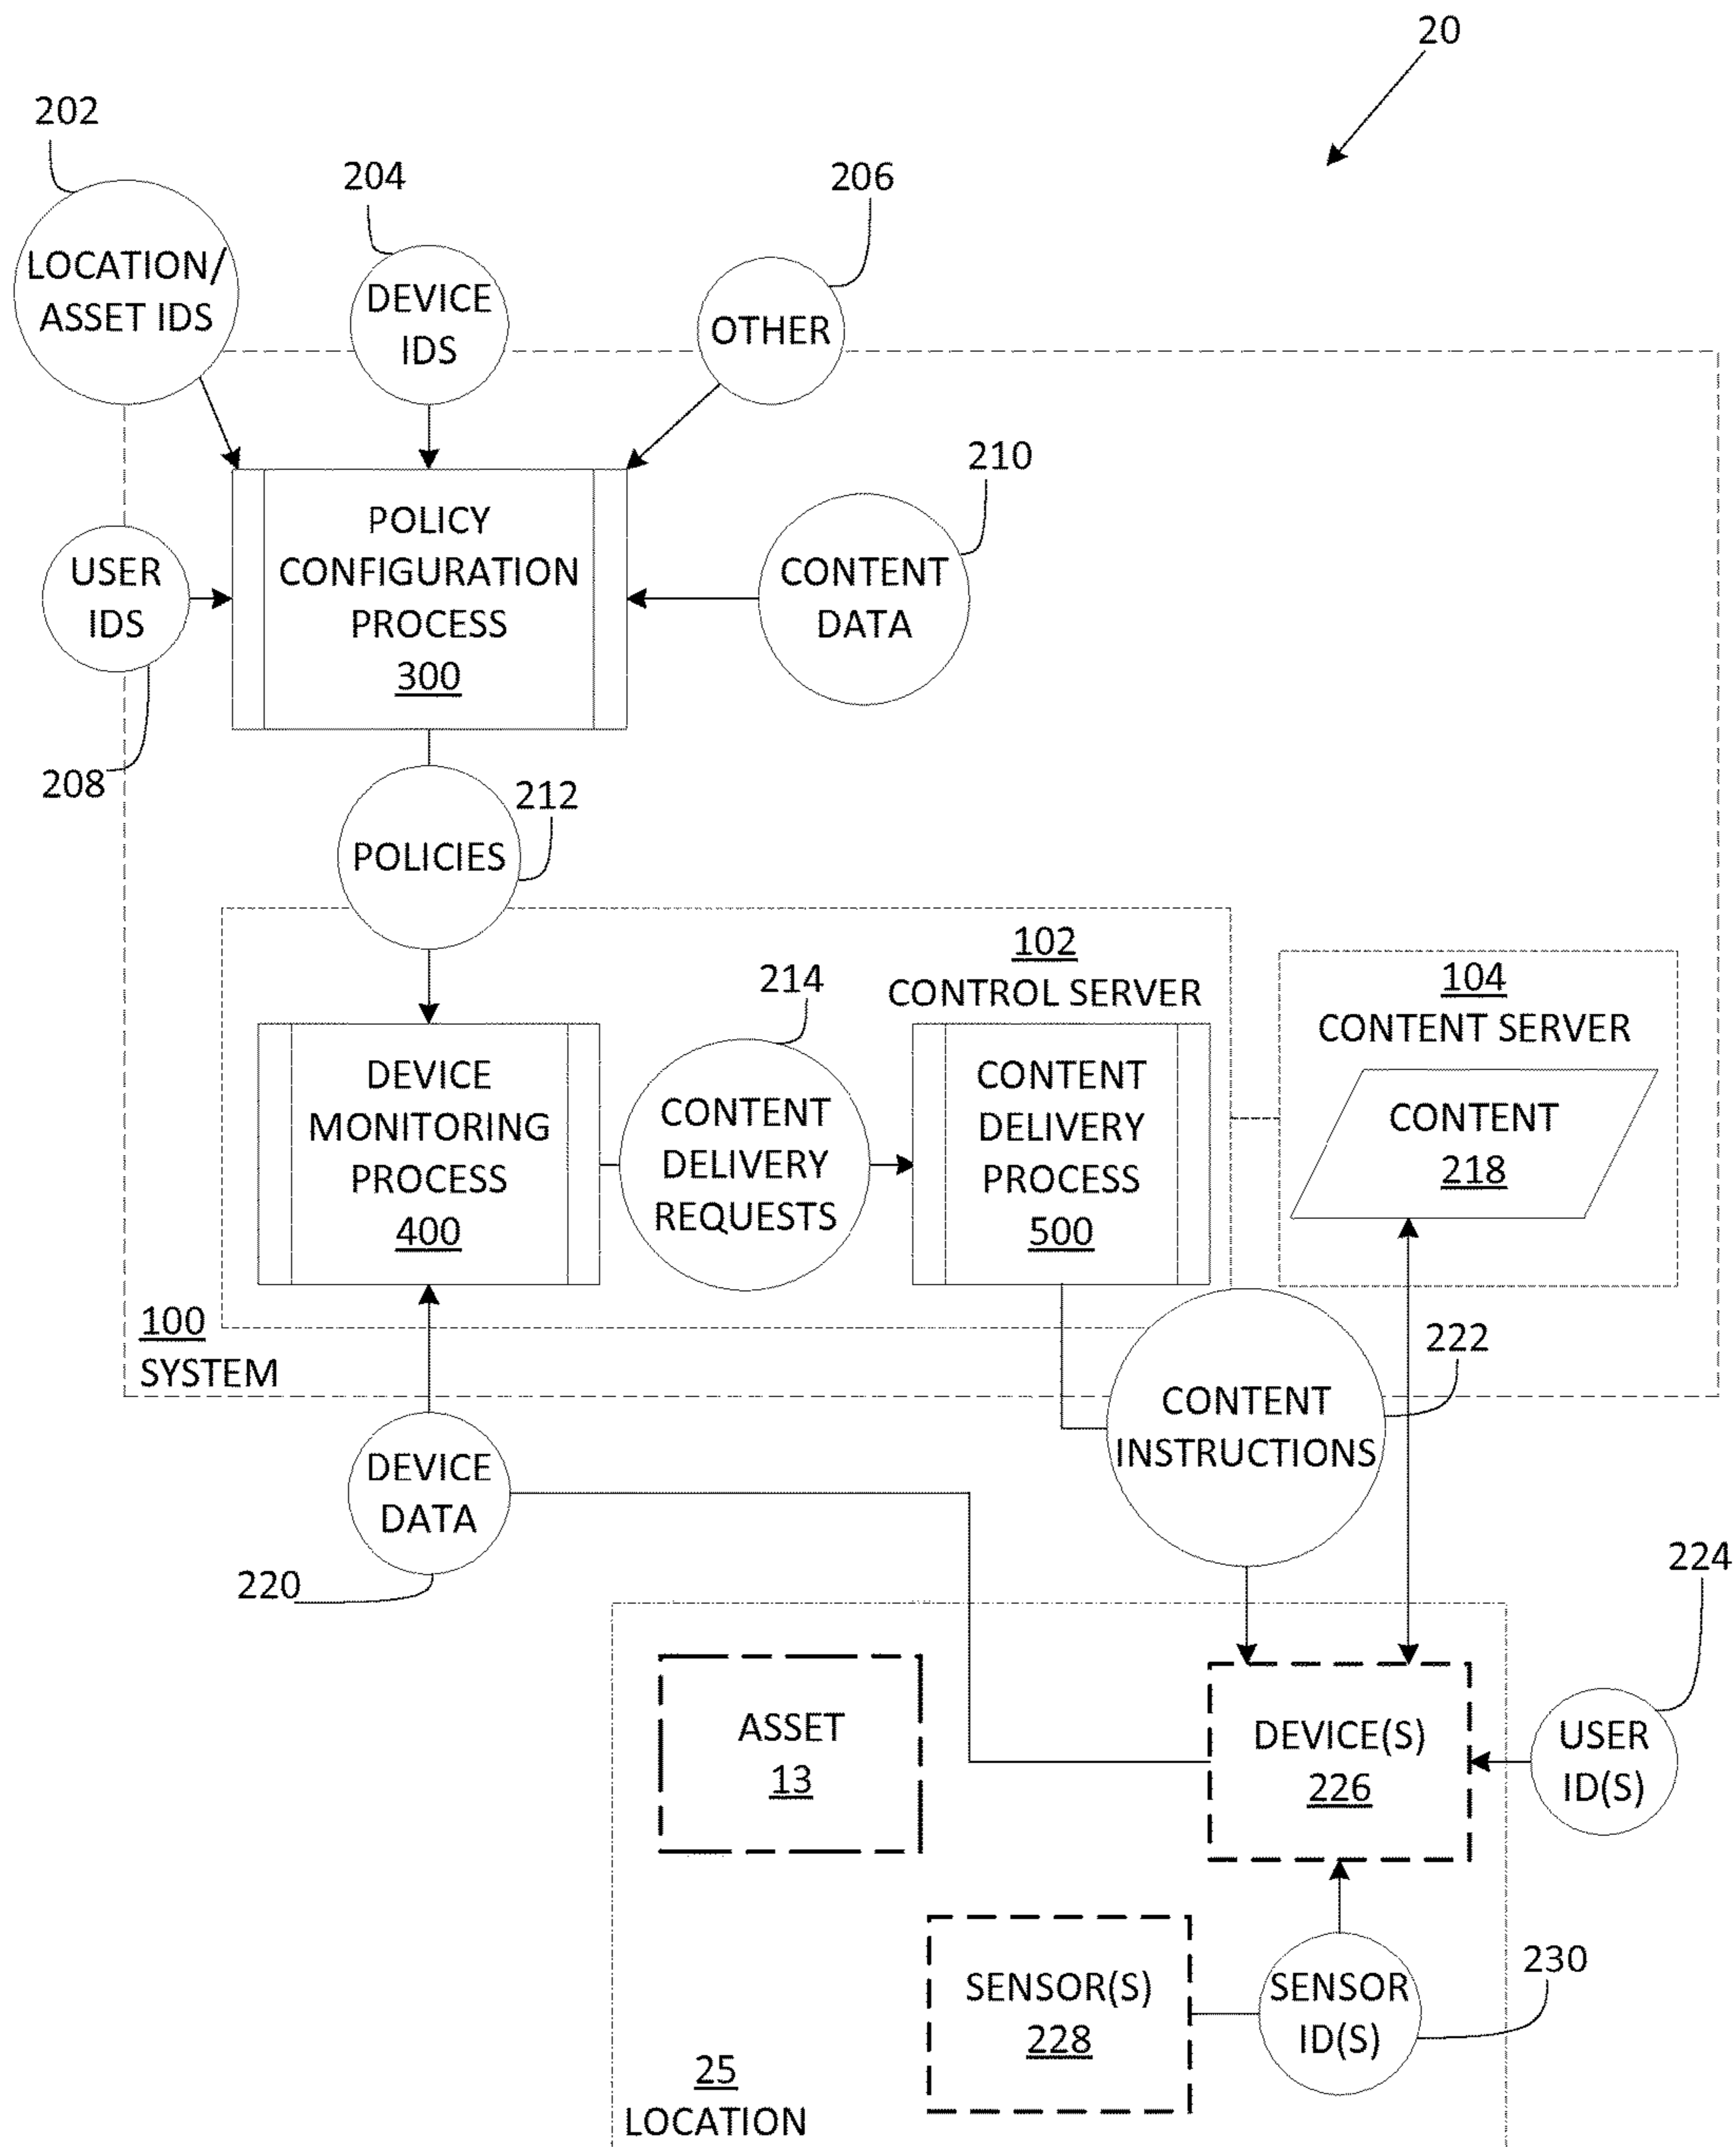 20
202
204
206
LOCATION/
ASSET IDS
DEVICE
IDS
OTHER
210
POLICY
CONFIGURATION
PROCESS
300
USER
IDS
CONTENT
DATA
208
212
POLICIES
102
CONTROL SERVER
214
104
CONTENT SERVER
DEVICE
MONITORING
PROCESS
400
CONTENT
DELIVERY
REQUESTS
CONTENT
DELIVERY
PROCESS
500
CONTENT
218
100
SYSTEM
222
CONTENT
INSTRUCTIONS
DEVICE
DATA
220
224
ASSET
13
DEVICE(S)
226
USER
ID(S)
SENSOR(S)
228
SENSOR
ID(S)
230
25
LOCATION